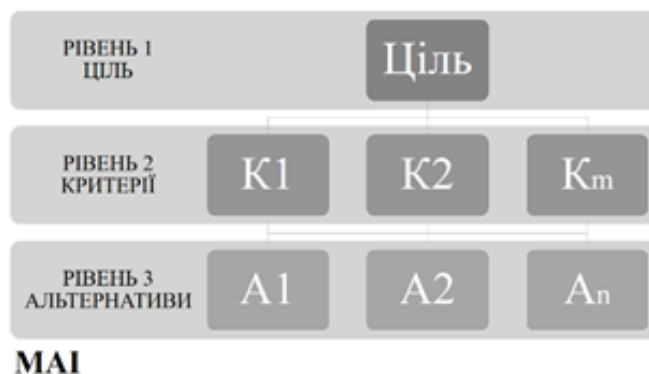 РІВЕНЬ 1
ЦІЛЬ
Ціль
РІВЕНЬ 2
КРИТЕРІЇ
К1
К2
Кm
РІВЕНЬ 3
АЛЬТЕРНАТИВИ
А1
А2
Аn
МАІ